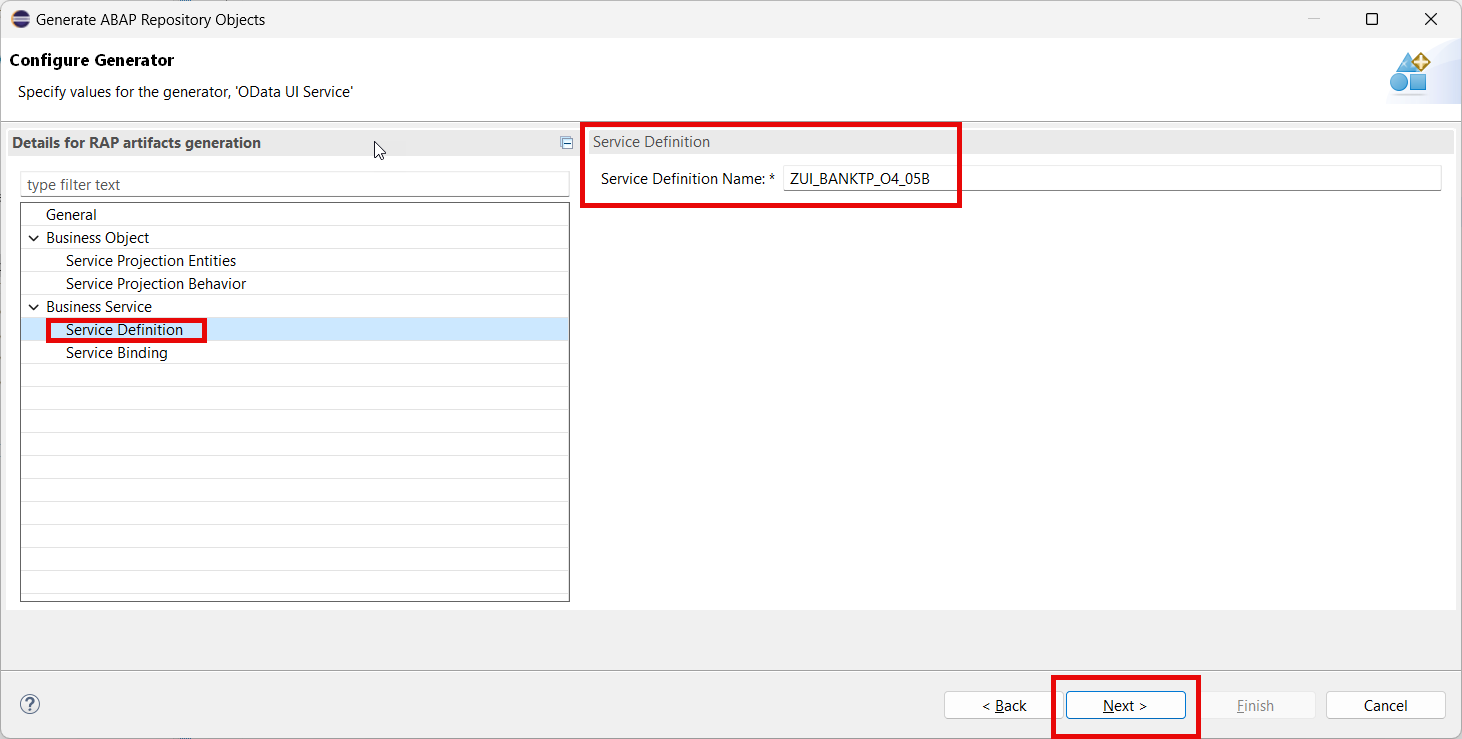 Generate ABAP Repository Objects
Configure Generator
Specify values for the generator, 'OData UI Service'
Details for RAP artifacts generation
type filter text
General
Business Object
Service Projection Entities
Service Projection Behavior
Business Service
Service Definition
Service Binding
Service Definition
Service Definition Name: * ZUI_BANKTP_O4_05B
?
< Back Next > Finish Cancel